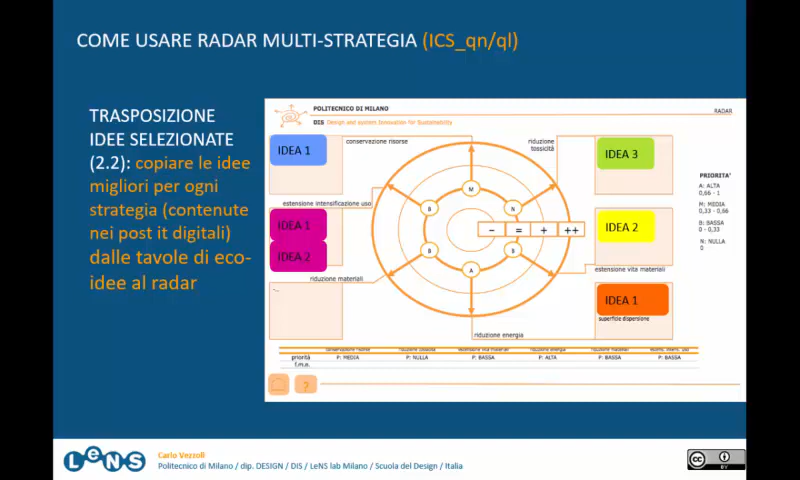 COME USARE RADAR MULTI-STRATEGIA (ICS_qn/ql)
TRASPOSIZIONE
IDEE SELEZIONATE
(2.2): copiare le idee
migliori per ogni
strategia (contenute
nei post it digitali)
dalle tavole di eco-
idee al radar
POLITECNICO DI MILANO
DIS Design and system Innovation for Sustainability
RADAR
IDEA 1
conservazione risorse
riduzione
tossicità
IDEA 3
PRIORITA'
A: ALTA
0,66 - 1
M: MEDIA
0,33 - 0,66
B: BASSA
0 - 0,33
N: NULLA
0
estensione intensificazione uso
IDEA 1
IDEA 2
M
B
N
B
B
A
- = + ++
IDEA 2
riduzione materiali
estensione vita materiali
IDEA 1
superficie dispersione
riduzione energia
priorità
f.m.a.
P: MEDIA
P: NULLA
P: BASSA
P: ALTA
P: BASSA
P: BASSA
?
LeNS
Carlo Vezzoli
Politecnico di Milano / dip. DESIGN / DIS / LeNS lab Milano / Scuola del Design / Italia
cc
BY